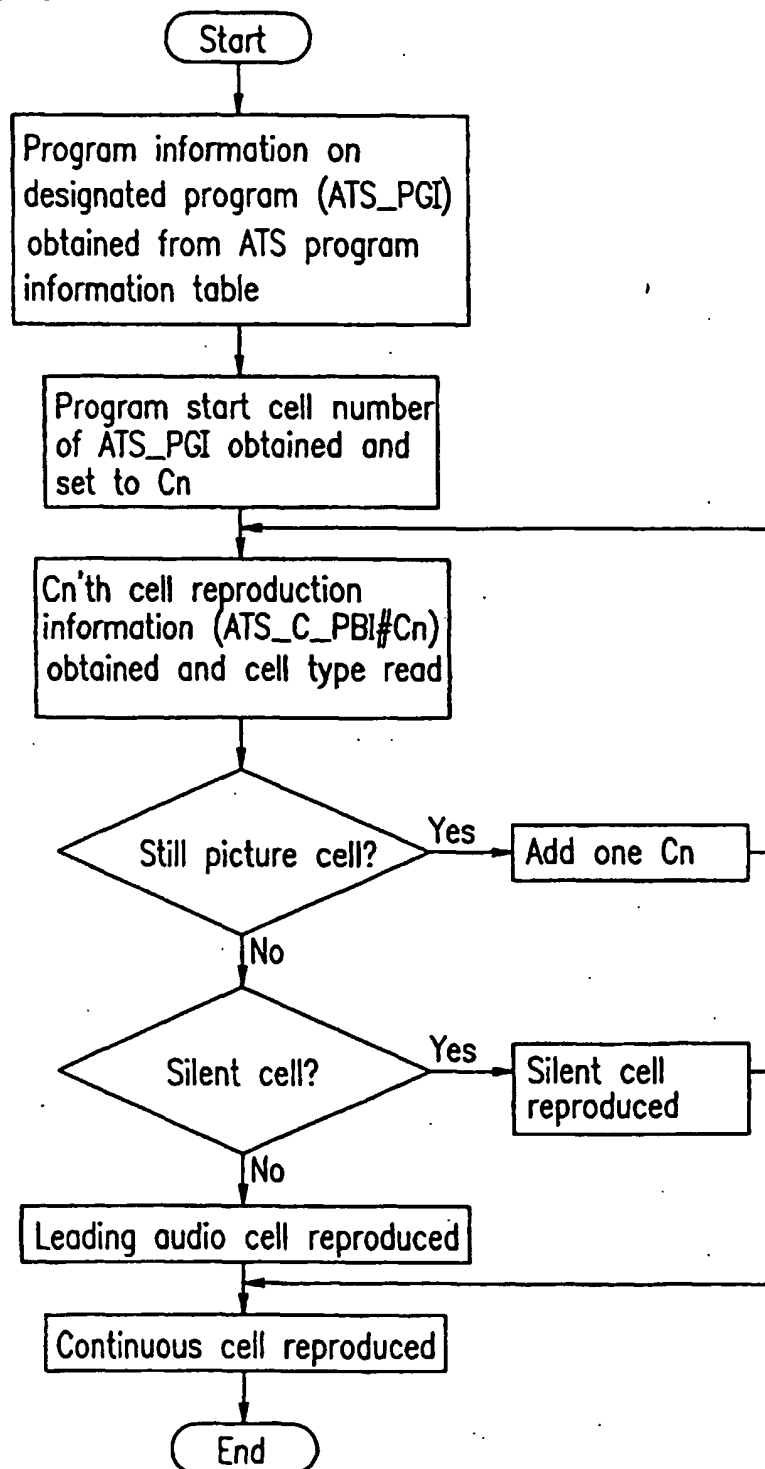 Start
Program information on
designated program (ATS_PGI)
obtained from ATS program
information table
Program start cell number
of ATS_PGI obtained and
set to Cn
Cn'th cell reproduction
information (ATS_C_PBI#Cn)
obtained and cell type read
Still picture cell?
Yes
Add one Cn
No
Silent cell?
Yes
Silent cell
reproduced
No
Leading audio cell reproduced
Continuous cell reproduced
End